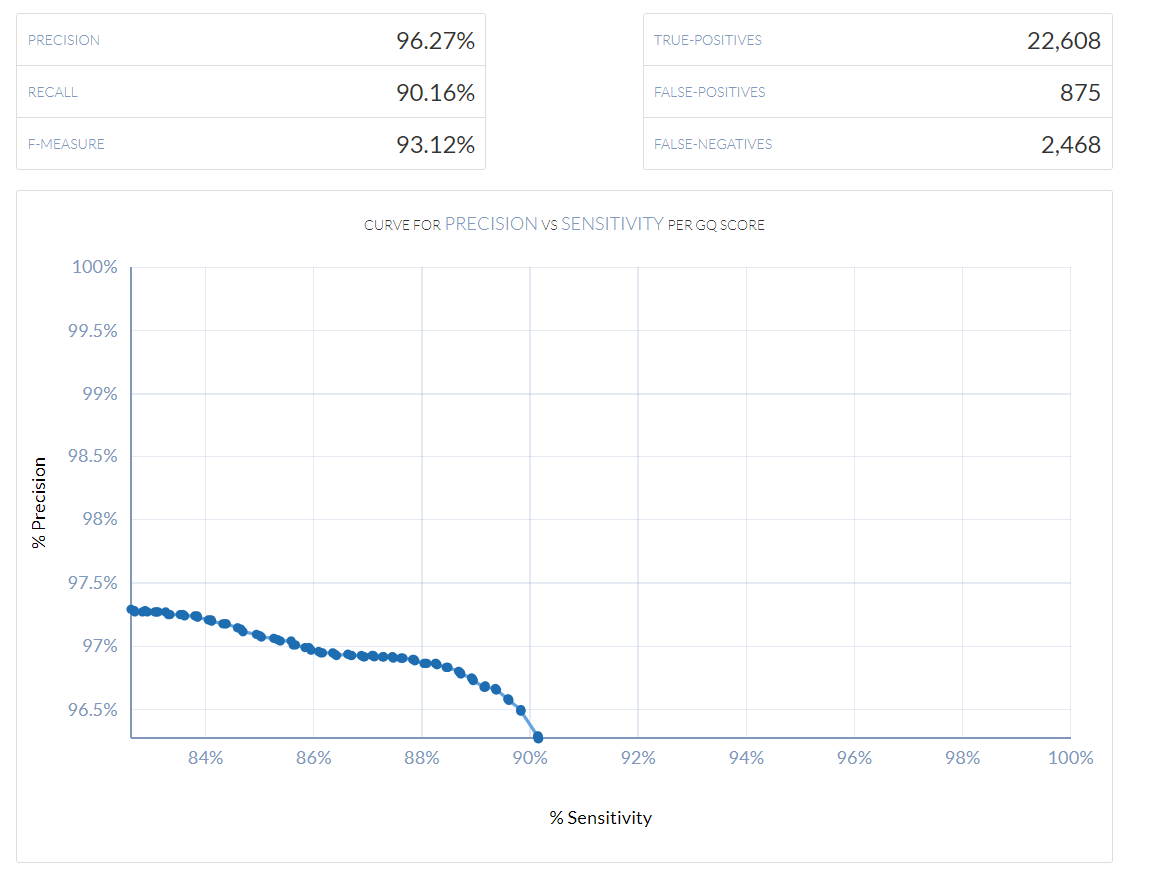 PRECISION 96.27%
RECALL 90.16%
F-MEASURE 93.12%
TRUE-POSITIVES 22,608
FALSE-POSITIVES 875
FALSE-NEGATIVES 2,468
CURVE FOR PRECISION VS SENSITIVITY PER GQ SCORE
100%
99.5%
99%
98.5%
98%
97.5%
97%
96.5%
% Precision
84% 86% 88% 90% 92% 94% 96% 98% 100%
% Sensitivity